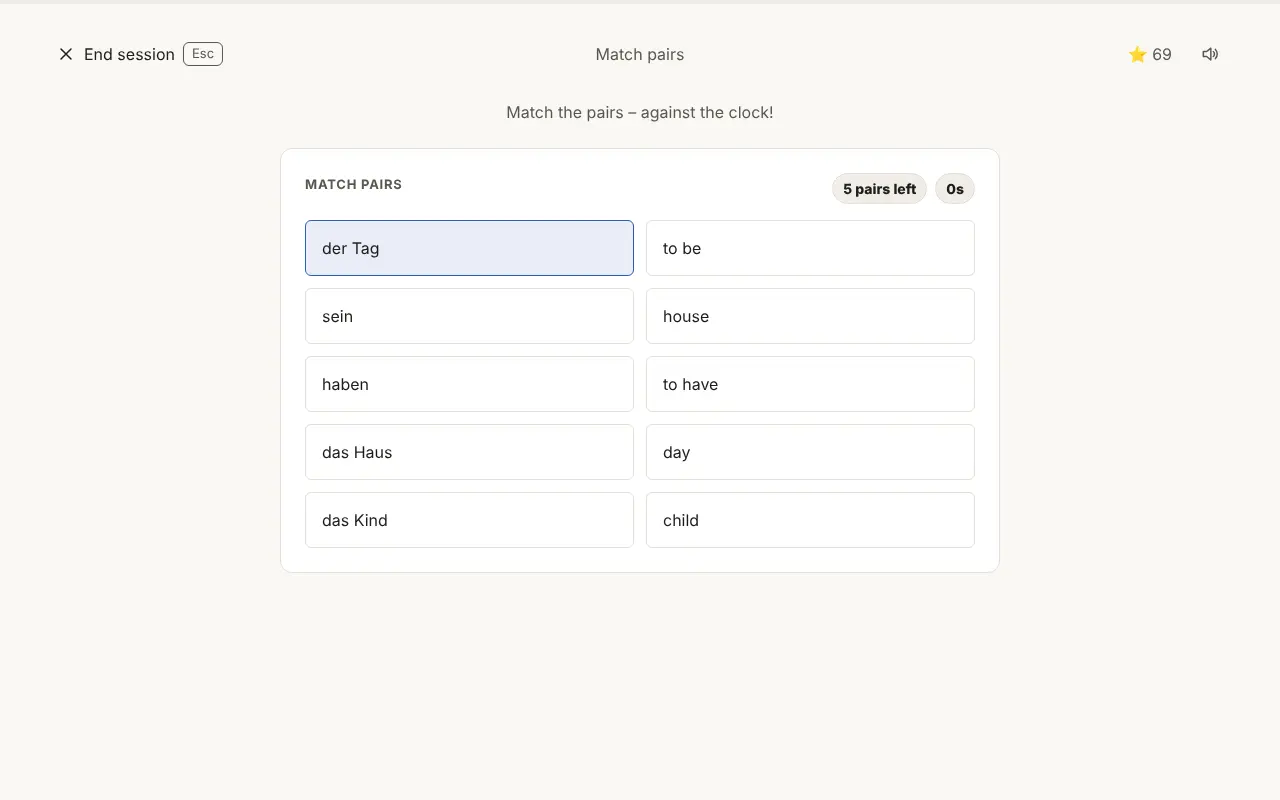 End session Esc
Match pairs
⭐ 69
Match the pairs – against the clock!
MATCH PAIRS
5 pairs left
0s
der Tag
to be
sein
house
haben
to have
das Haus
day
das Kind
child